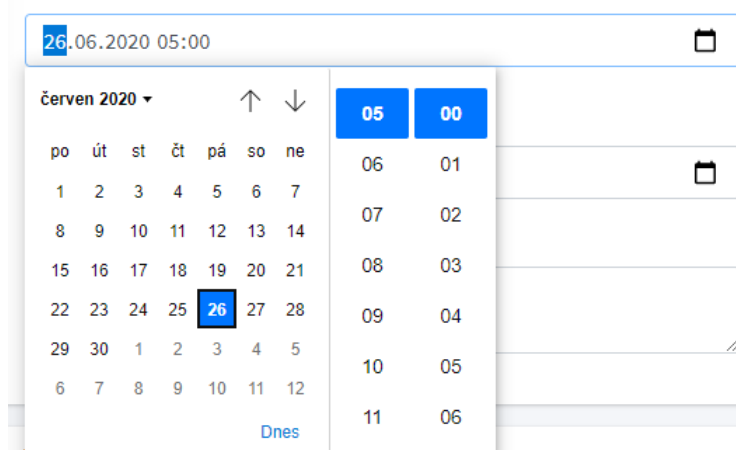 26.06.2020 05:00
červen 2020
po út st čt pá so ne
1 2 3 4 5 6 7
8 9 10 11 12 13 14
15 16 17 18 19 20 21
22 23 24 25 26 27 28
29 30 1 2 3 4 5
6 7 8 9 10 11 12
Dnes
05 00
06 01
07 02
08 03
09 04
10 05
11 06